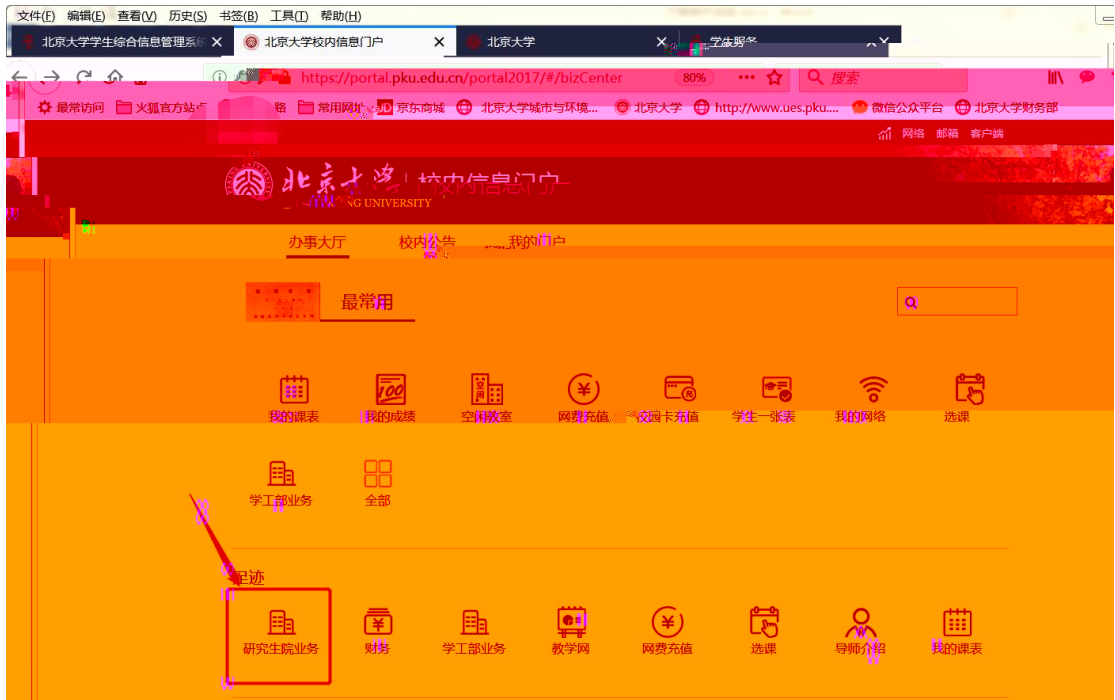 文件(F) 编辑(E) 查看(V) 历史(S) 书签(B) 工具(T) 帮助(H)
北京大学学生综合信息管理系 北京大学校内信息门户 北京大学
https://portal.pku.edu.cn/portal2017/#/bizCenter 80% 搜索
最常访问 火狐官方站点 常用网址 JD 京东商城 北京大学城市与环境... 北京大学 http://www.ues.pku.... 微信公众平台 北京大学财务部
网络 邮箱 客户端
北京大学 校内信息门户
NG UNIVERSITY
办事大厅 校内公告 我的门户
最常用
我的课表 我的成绩 空闲教室 网费充值 校园卡充值 学生一张表 我的网络 选课
学工部业务 全部
足迹
研究生院业务 财务 学工部业务 教学网 网费充值 选课 导师介绍 我的课表